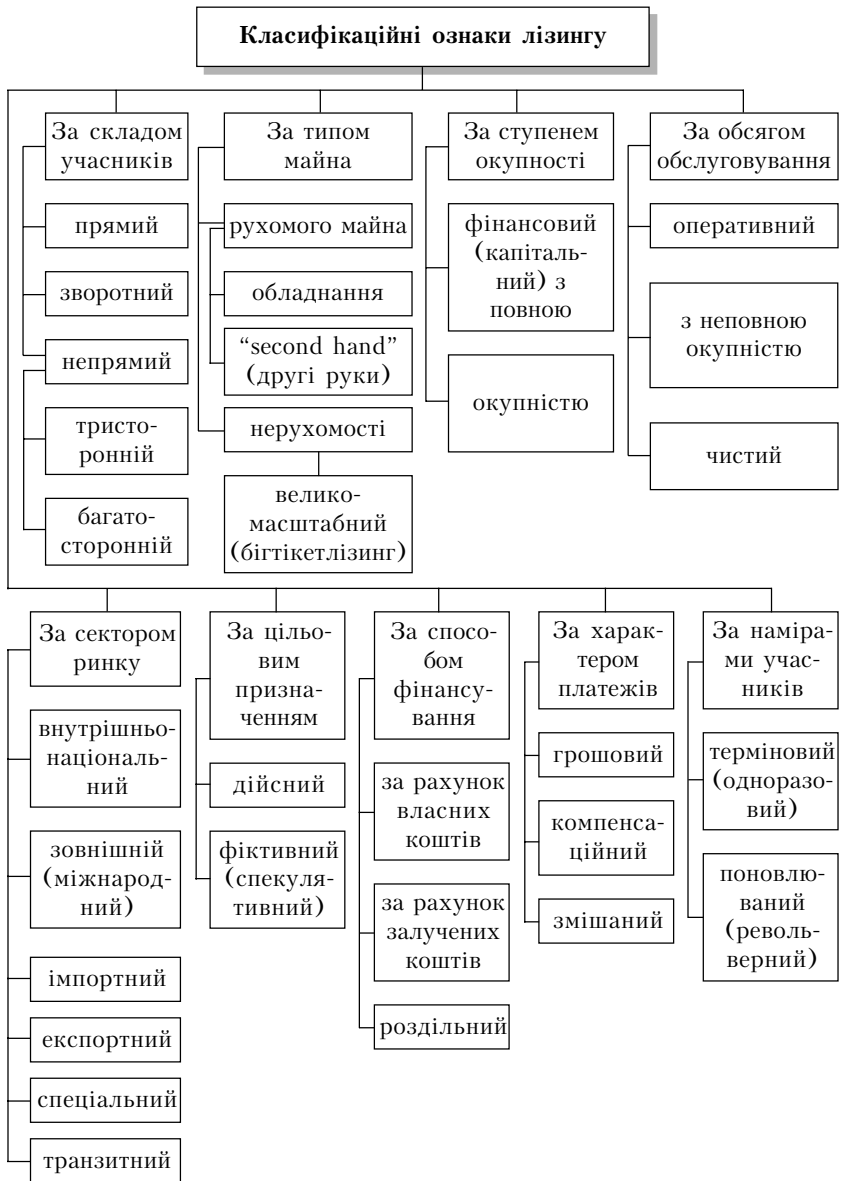 Класифікаційні ознаки лізингу
За складом
учасників
прямий
зворотний
непрямий
тристо-
ронній
багато-
сторонній
За типом
майна
рухомого майна
обладнання
“second hand”
(другі руки)
нерухомості
велико-
масштабний
(бігтікетлізинг)
За ступенем
окупності
фінансовий
(капіталь-
ний) з
повною
окупністю
За обсягом
обслуговування
оперативний
з неповною
окупністю
чистий
За сектором
ринку
внутрішньо-
національ-
ний
зовнішній
(міжнарод-
ний)
імпортний
експортний
спеціальний
транзитний
За цільо-
вим
призна-
ченням
дійсний
фіктивний
(спекуля-
тивний)
За спосо-
бом
фінансу-
вання
за рахунок
власних
коштів
за рахунок
залучених
коштів
роздільний
За харак-
тером
платежів
грошовий
компенса-
ційний
змішаний
За наміра-
ми учас-
ників
терміновий
(одноразо-
вий)
поновлю-
ваний
(револь-
верний)